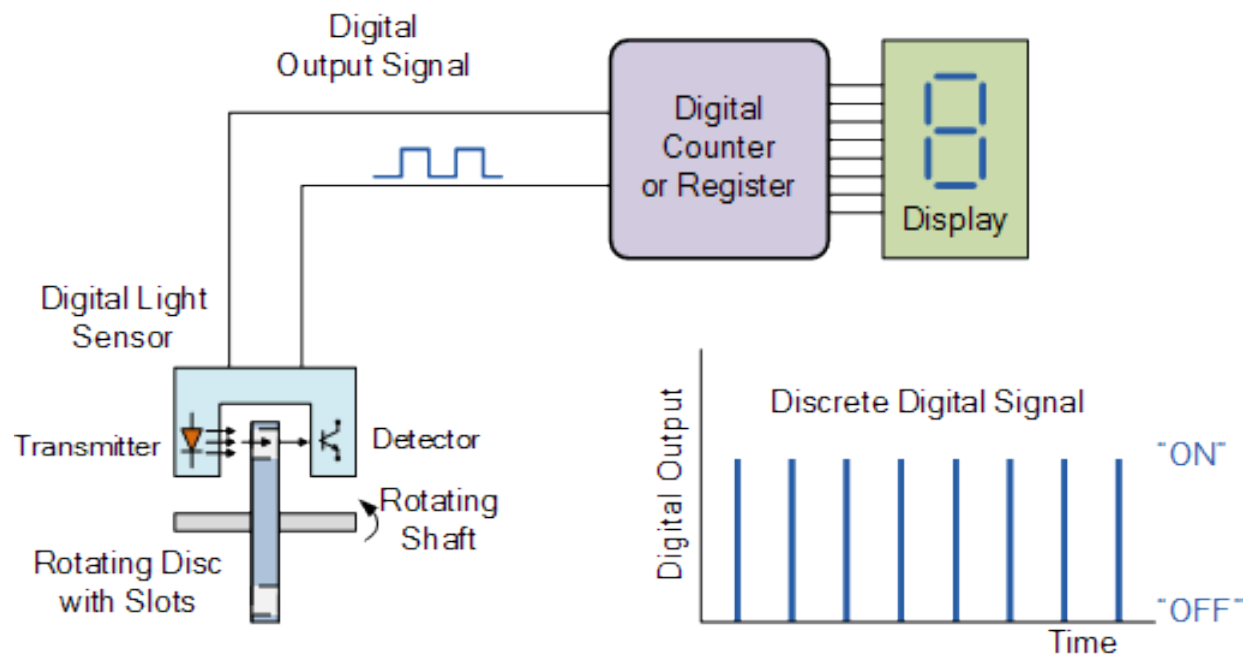 Digital
Output Signal
Digital
Counter
or Register
Display
Digital Light
Sensor
Transmitter
Detector
Rotating
Shaft
Rotating Disc
with Slots
Discrete Digital Signal
Digital Output
"ON"
"OFF"
Time